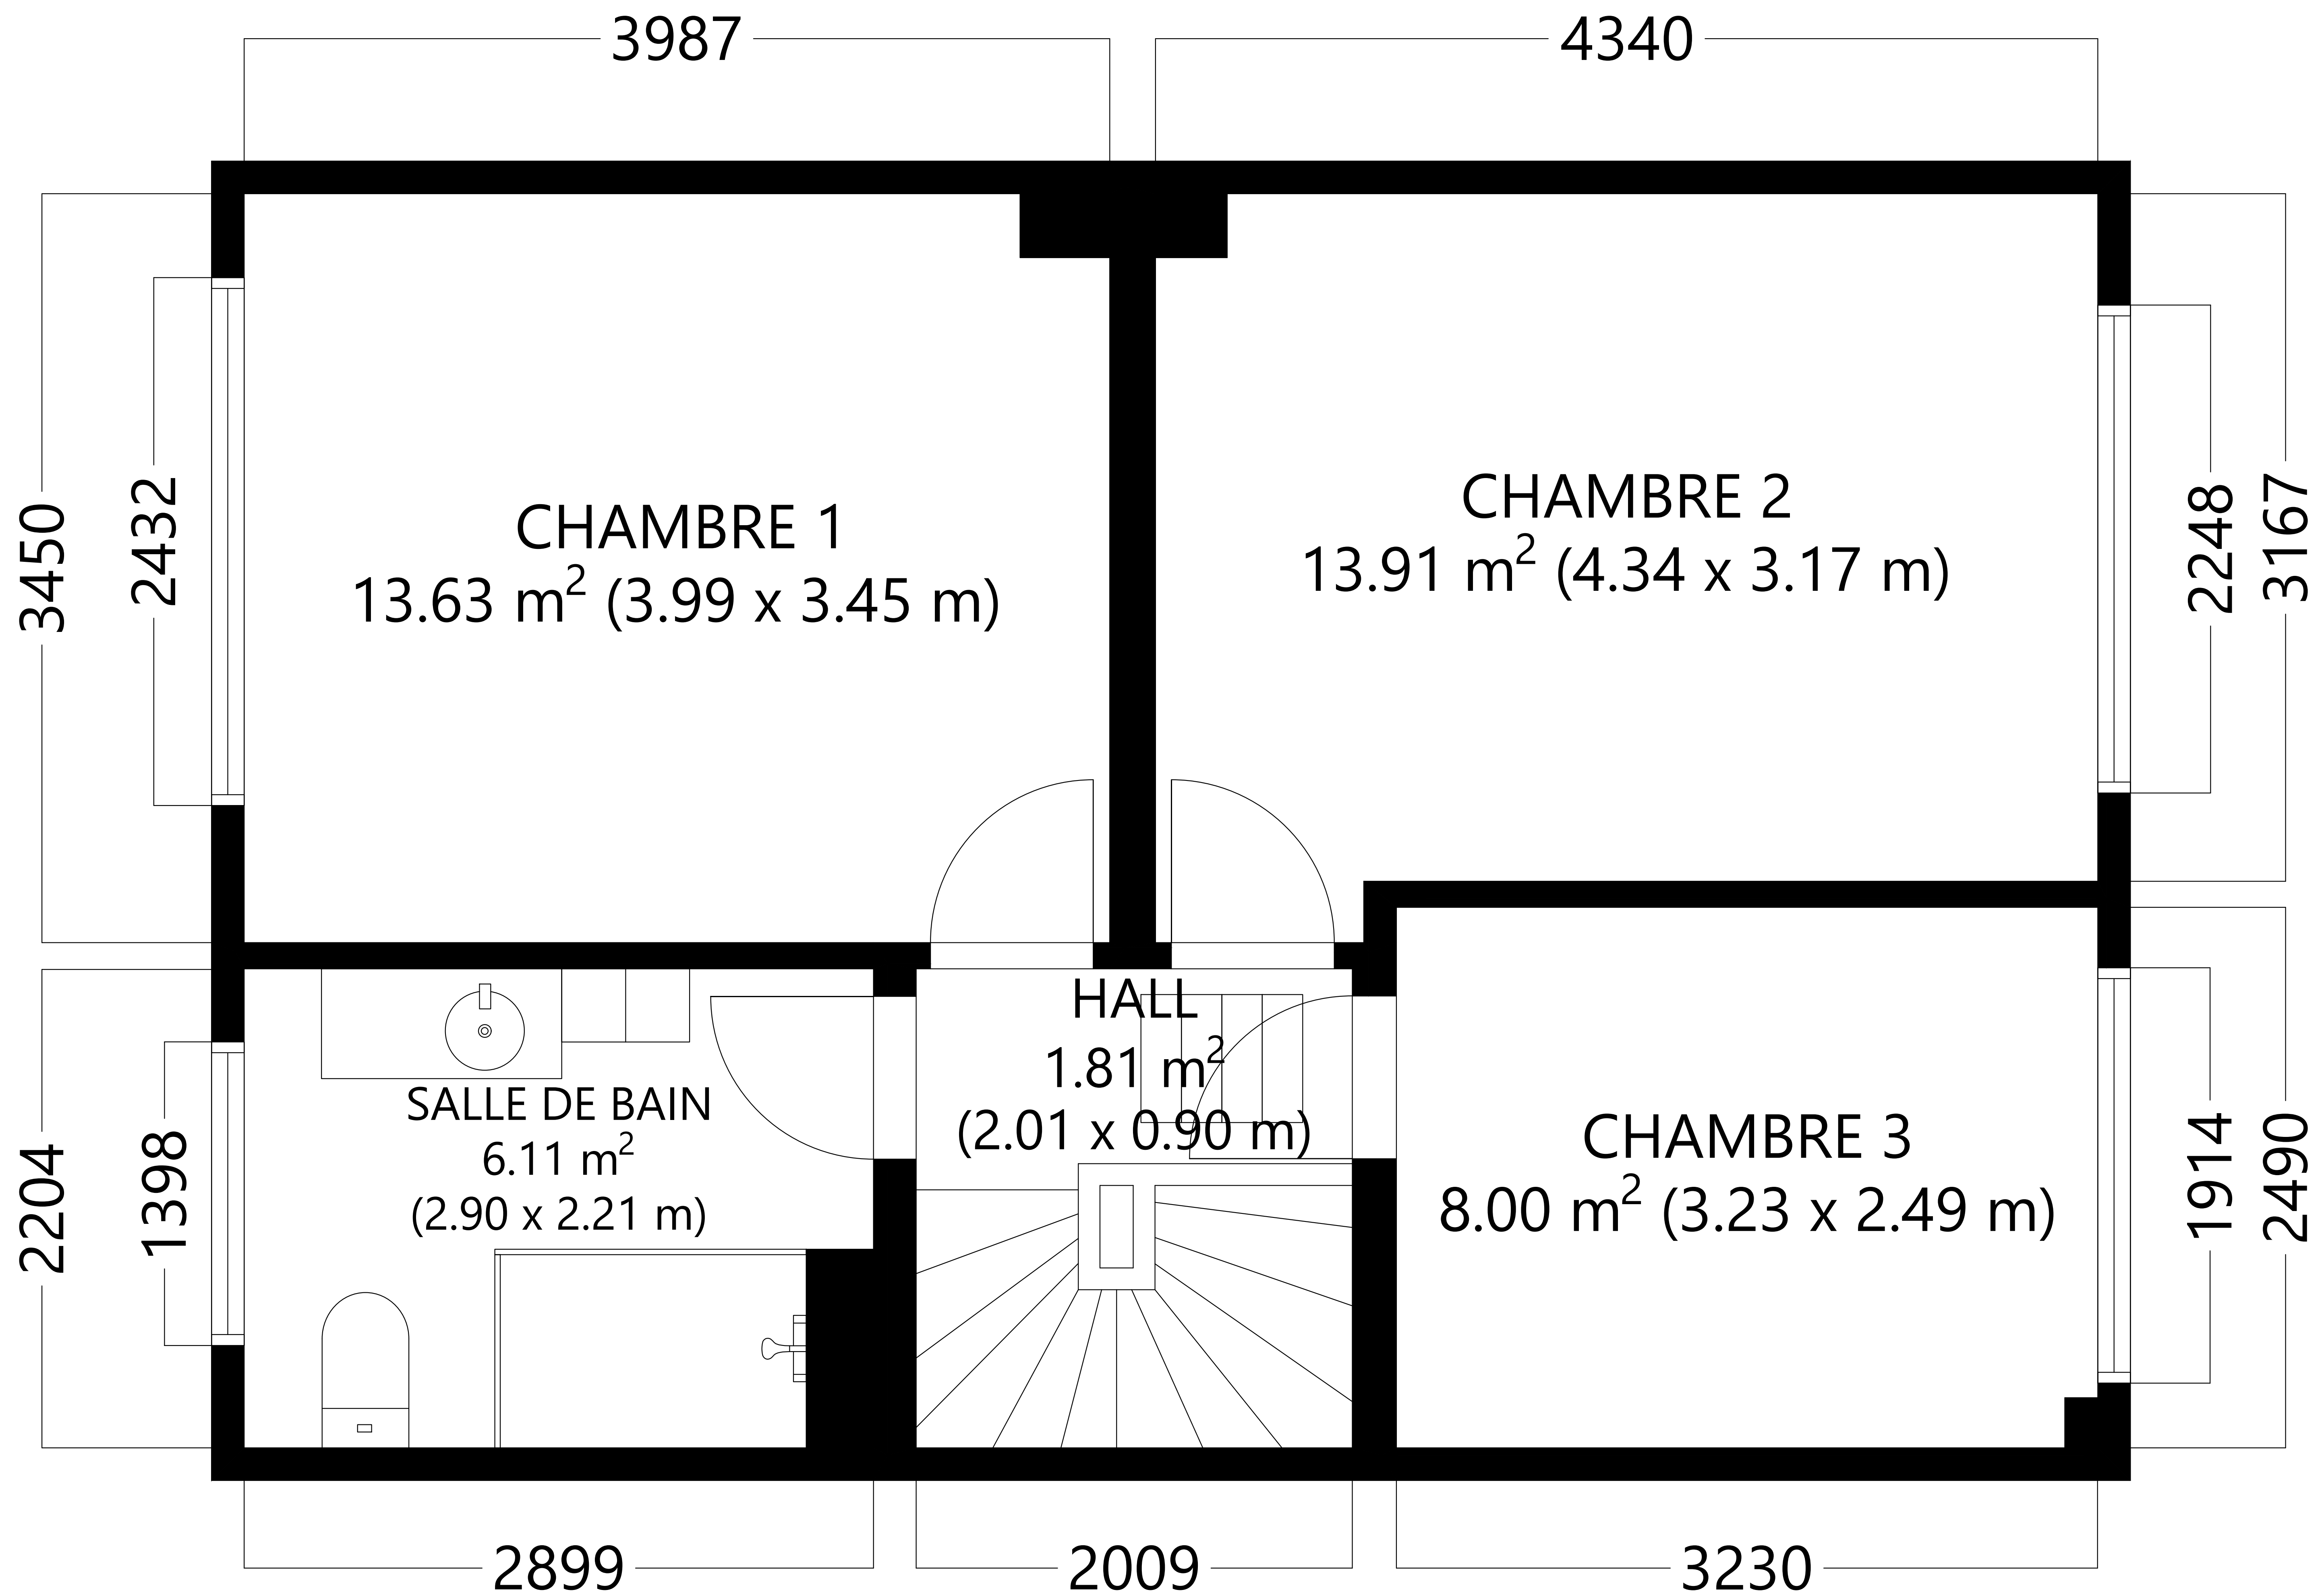 3987
4340
3450
2432
CHAMBRE 1
13.63 m² (3.99 x 3.45 m)
CHAMBRE 2
13.91 m² (4.34 x 3.17 m)
2248
3167
HALL
1.81 m²
(2.01 x 0.90 m)
2204
1398
SALLE DE BAIN
6.11 m²
(2.90 x 2.21 m)
CHAMBRE 3
8.00 m² (3.23 x 2.49 m)
1914
2490
2899
2009
3230